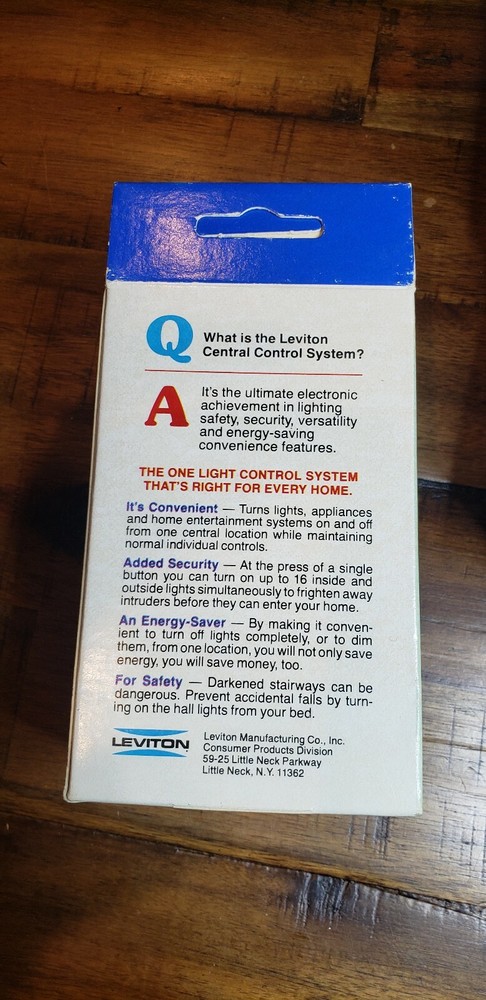 Q What is the Leviton
Central Control System?
A It's the ultimate electronic
achievement in lighting
safety, security, versatility
and energy-saving
convenience features.
THE ONE LIGHT CONTROL SYSTEM
THAT'S RIGHT FOR EVERY HOME.
It's Convenient — Turns lights, appliances
and home entertainment systems on and off
from one central location while maintaining
normal individual controls.
Added Security — At the press of a single
button you can turn on up to 16 inside and
outside lights simultaneously to frighten away
intruders before they can enter your home.
An Energy-Saver — By making it conven-
ient to turn off lights completely, or to dim
them, from one location, you will not only save
energy, you will save money, too.
For Safety — Darkened stairways can be
dangerous. Prevent accidental falls by turn-
ing on the hall lights from your bed.
LEVITON
Leviton Manufacturing Co., Inc.
Consumer Products Division
59-25 Little Neck Parkway
Little Neck, N.Y. 11362